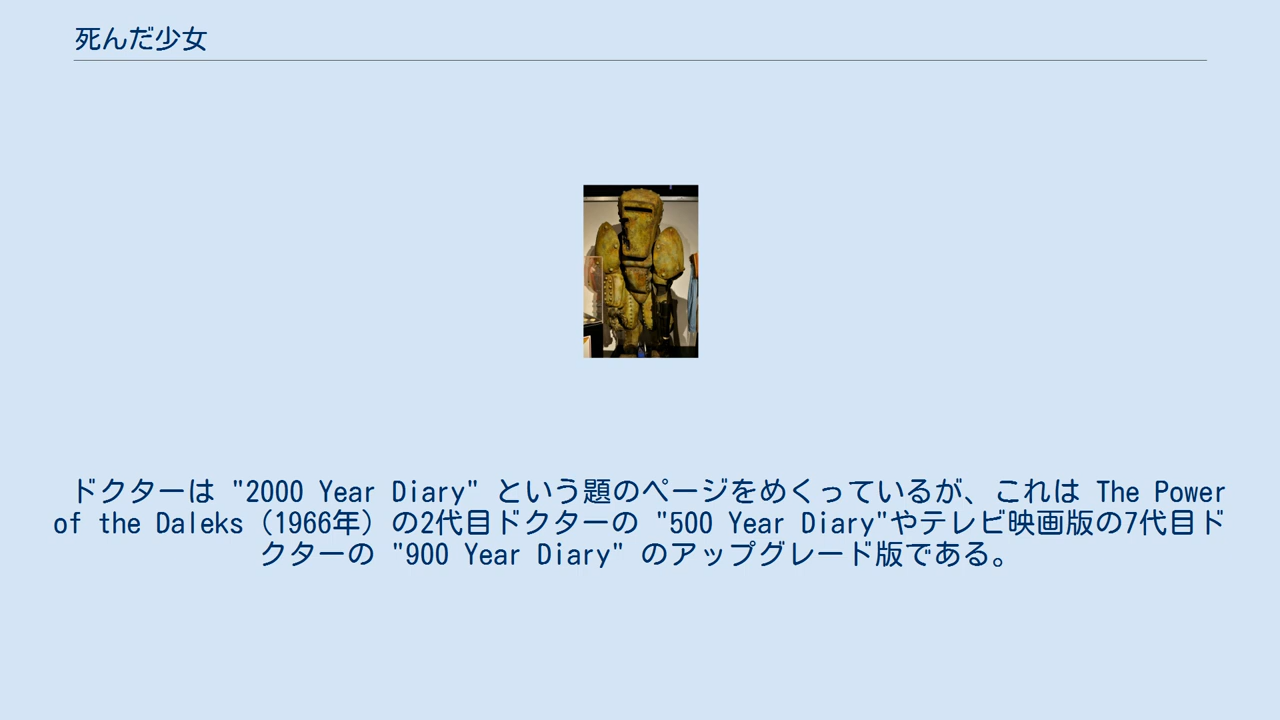 死んだ少女
ドクターは "2000 Year Diary" という題のページをめくっているが、これは The Power
of the Daleks（1966年）の2代目ドクターの "500 Year Diary"やテレビ映画版の7代目ド
クターの "900 Year Diary" のアップグレード版である。